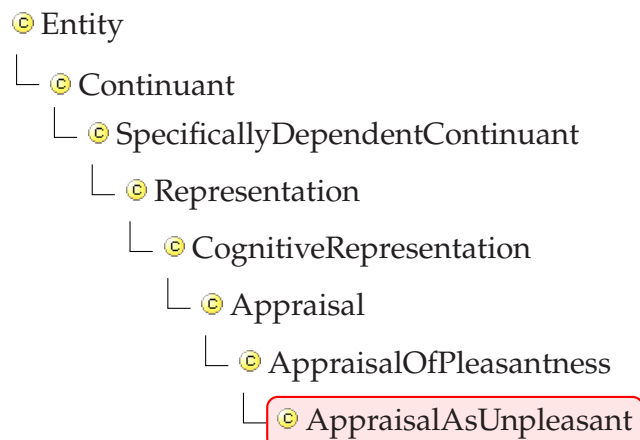 Entity
Continuant
SpecificallyDependentContinuant
Representation
CognitiveRepresentation
Appraisal
AppraisalOfPleasantness
AppraisalAsUnpleasant